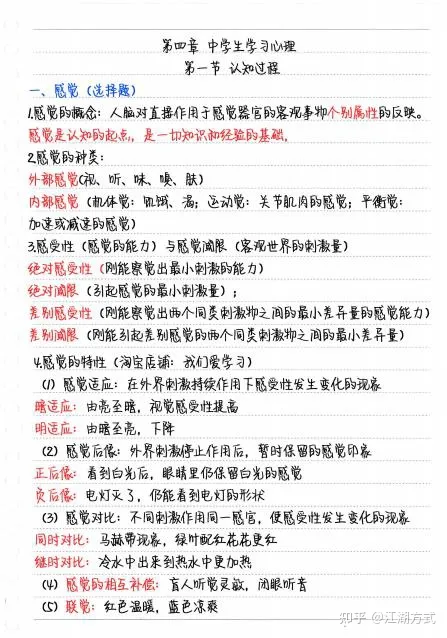 第四章 中学生学习心理
第一节 认知过程
一、感觉（选择题）
1.感觉的概念：人脑对直接作用于感觉器官的客观事物个别属性的反映。
感觉是认知的起点，是一切知识和经验的基础。
2.感觉的种类：
外部感觉(视、听、味、嗅、肤)
内部感觉（机体觉：饥饿、渴；运动觉：关节肌肉的感觉；平衡觉：
加速或减速的感觉）
3.感受性（感觉的能力）与感觉阈限（客观世界的刺激量）
绝对感受性（刚能察觉出最小刺激的能力）
绝对阈限（引起感觉的最小刺激量）；
差别感受性（刚能察觉出两个同类刺激物之间的最小差异量的感觉能力）
差别阈限（刚能引起差别感觉的两个同类刺激物之间的最小差异量）
4.感觉的特性（淘宝店铺：我们爱学习）
（1）感觉适应：在外界刺激持续作用下感受性发生变化的现象
暗适应：由亮至暗，视觉感受性提高
明适应：由暗至亮，下降
（2）感觉后像：外界刺激停止作用后，暂时保留的感觉印象
正后像：看到白光后，眼睛里仍保留白光的感觉
负后像：电灯灭了，仍能看到电灯的形状
（3）感觉对比：不同刺激作用同一感官，使感受性发生变化的现象
同时对比：马赫带现象，绿叶配红花花更红
继时对比：冷水中出来到热水中更加热
（4）感觉的相互补偿：盲人听觉灵敏，闭眼听音
（5）联觉：红色温暖，蓝色凉爽
知乎 @江湖方式